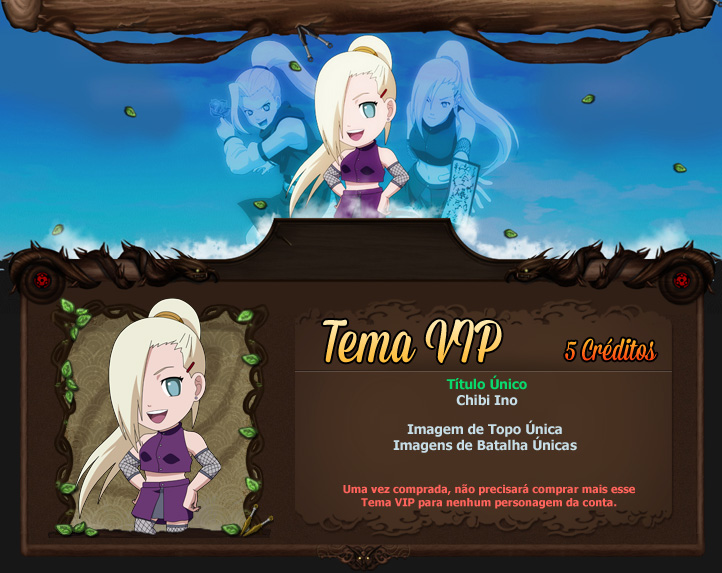 Tema VIP
5 Créditos
Título Único
Chibi Ino
Imagem de Topo Única
Imagens de Batalha Únicas
Uma vez comprada, não precisará comprar mais esse
Tema VIP para nenhum personagem da conta.